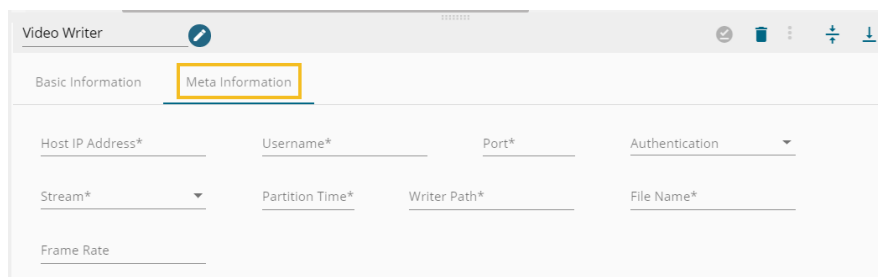 Video Writer
Basic Information Meta Information
Host IP Address* Username* Port* Authentication
Stream* Partition Time* Writer Path* File Name*
Frame Rate